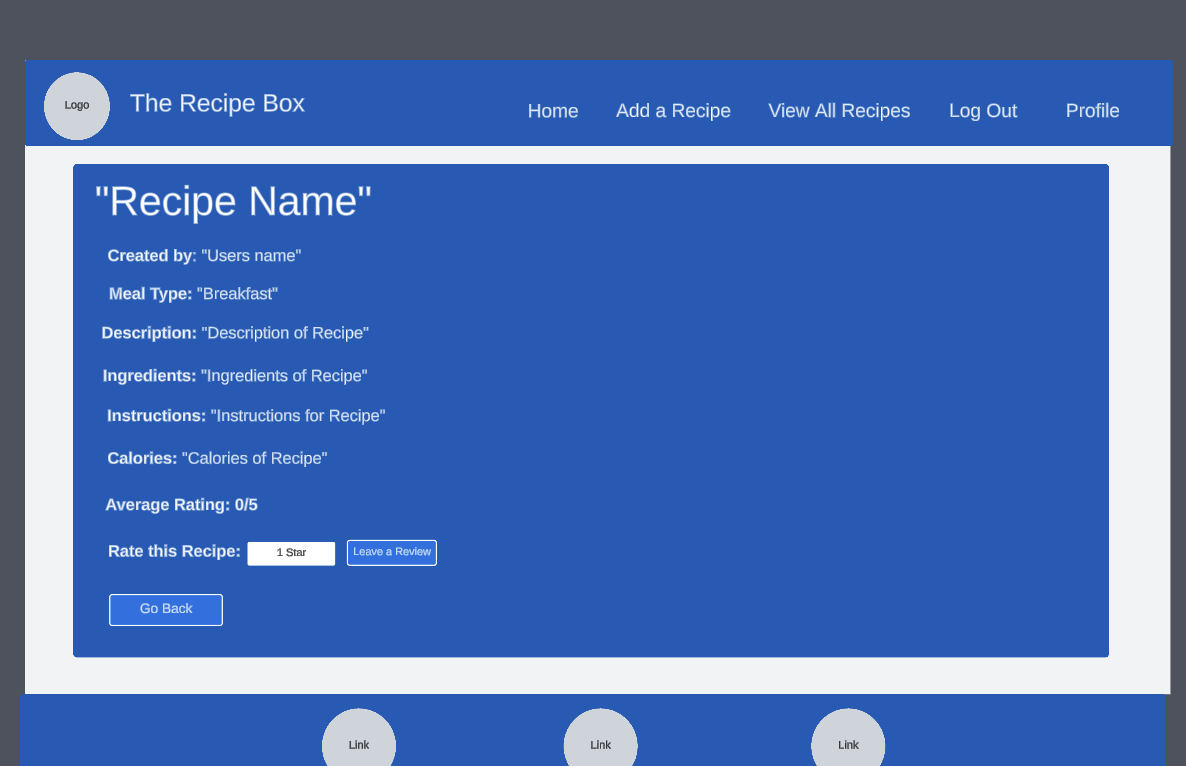 Logo
The Recipe Box
Home Add a Recipe View All Recipes Log Out Profile
"Recipe Name"
Created by: "Users name"
Meal Type: "Breakfast"
Description: "Description of Recipe"
Ingredients: "Ingredients of Recipe"
Instructions: "Instructions for Recipe"
Calories: "Calories of Recipe"
Average Rating: 0/5
Rate this Recipe: 1 Star Leave a Review
Go Back
Link Link Link